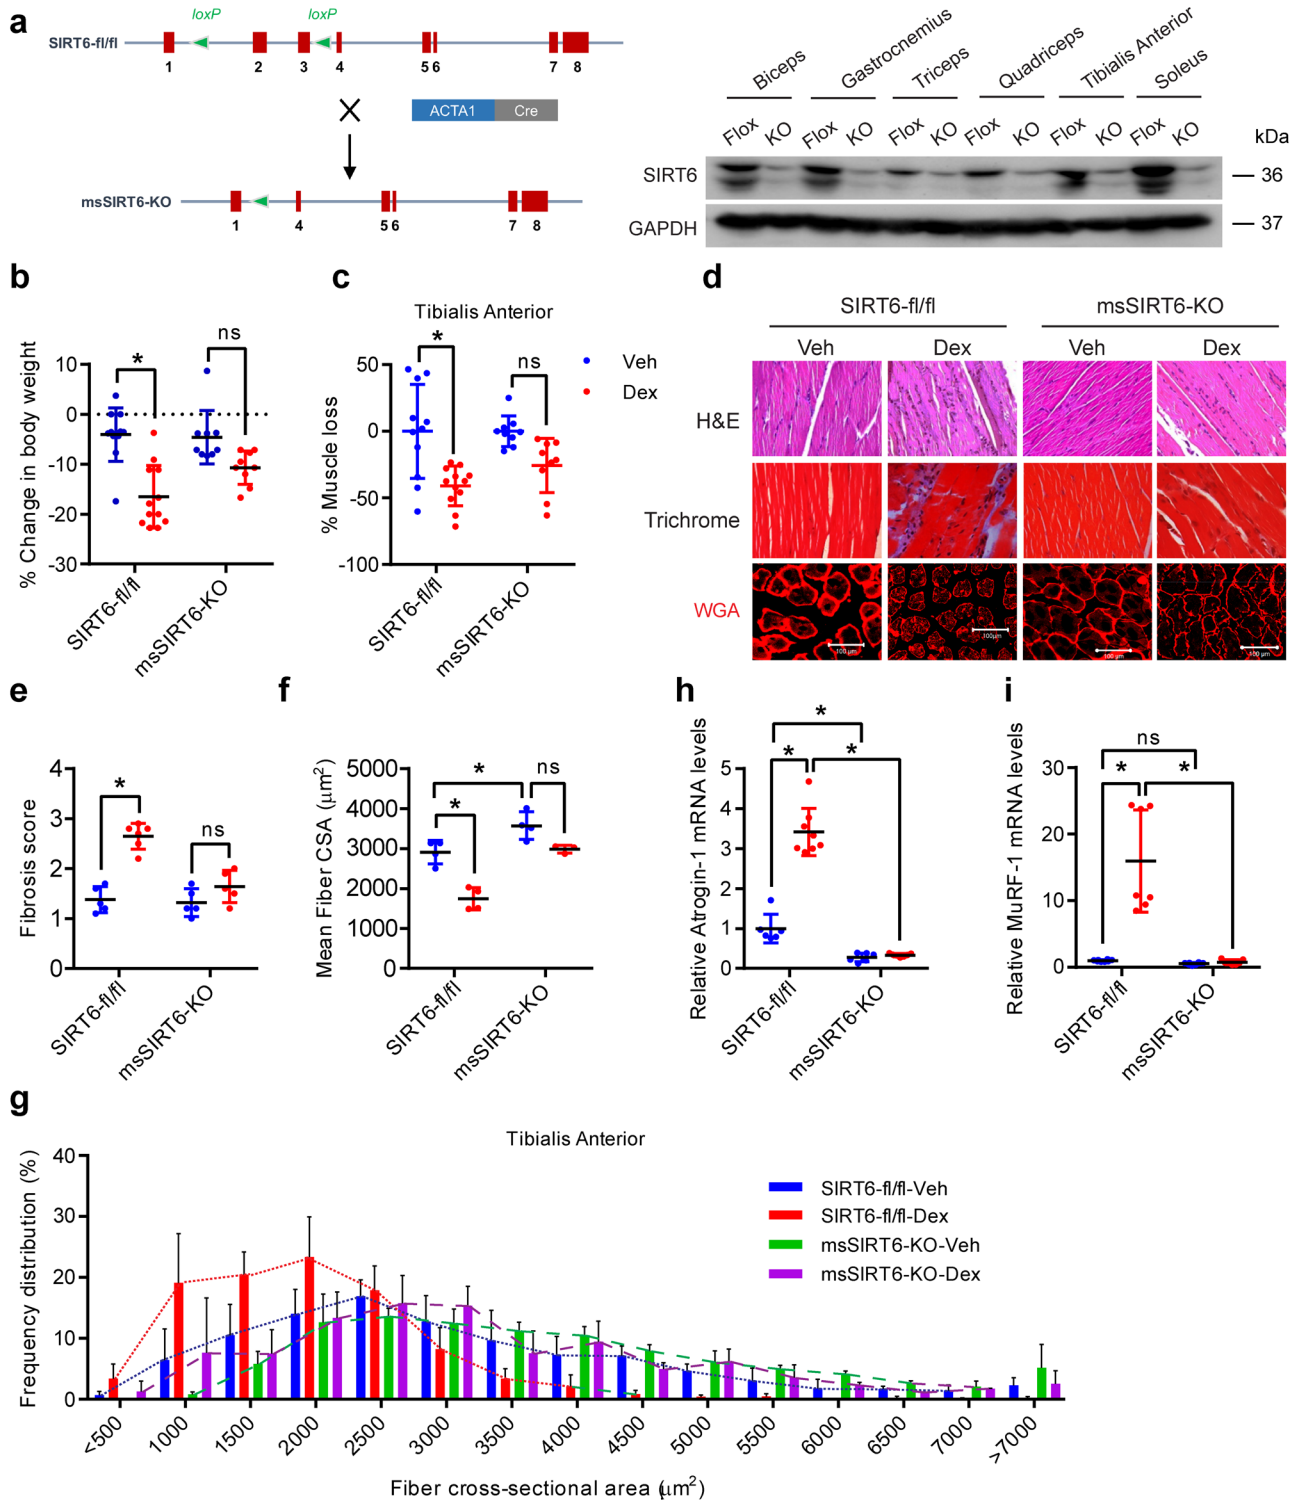 a
loxP
loxP
SIRT6-fl/fl
1 2 3 4 5 6 7 8
ACTA1 Cre
msSIRT6-KO
1 4 5 6 7 8
Biceps Gastrocnemius Triceps Quadriceps Tibialis Anterior Soleus
Flox KO Flox KO Flox KO Flox KO Flox KO Flox KO
kDa
SIRT6
36
GAPDH
37
b
% Change in body weight
10
0
-10
-20
-30
*
ns
SIRT6-fl/fl
msSIRT6-KO
c
Tibialis Anterior
% Muscle loss
50
0
-50
-100
*
ns
Veh
Dex
SIRT6-fl/fl
msSIRT6-KO
d
SIRT6-fl/fl msSIRT6-KO
Veh Dex Veh Dex
H&E
Trichrome
WGA
100 µm 100µm 100 µm 100 µm
e
Fibrosis score
4
3
2
1
0
*
ns
SIRT6-fl/fl
msSIRT6-KO
f
Mean Fiber CSA (µm²)
5000
4000
3000
2000
1000
0
*
*
ns
SIRT6-fl/fl
msSIRT6-KO
h
Relative Atrogin-1 mRNA levels
5
4
3
2
1
0
*
* *
SIRT6-fl/fl
msSIRT6-KO
i
Relative MuRF-1 mRNA levels
30
20
10
0
ns
* *
SIRT6-fl/fl
msSIRT6-KO
g
Tibialis Anterior
Frequency distribution (%)
40
30
20
10
0
SIRT6-fl/fl-Veh
SIRT6-fl/fl-Dex
msSIRT6-KO-Veh
msSIRT6-KO-Dex
<500 1000 1500 2000 2500 3000 3500 4000 4500 5000 5500 6000 6500 7000 >7000
Fiber cross-sectional area (µm²)